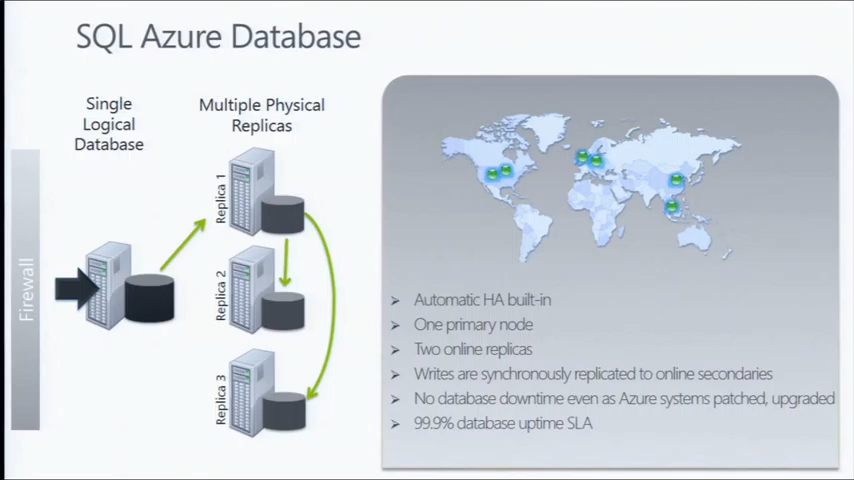 SQL Azure Database
Single
Logical
Database
Multiple Physical
Replicas
Firewall
Replica 1
Replica 2
Replica 3
Automatic HA built-in
One primary node
Two online replicas
Writes are synchronously replicated to online secondaries
No database downtime even as Azure systems patched, upgraded
99.9% database uptime SLA